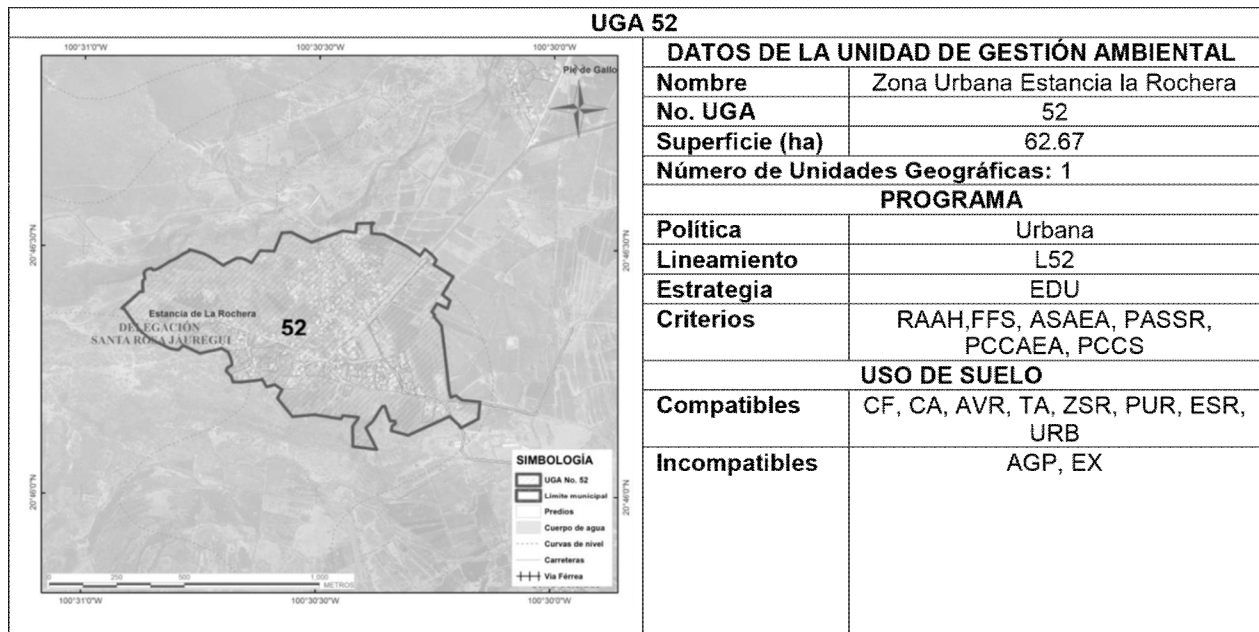 UGA 52
100°31'0"W 100°30'30"W 100°30'0"W
Pie de Gallo
20°46'30"N
20°46'30"N
Estancia de La Rochera
DELEGACIÓN
SANTA ROSA JÁUREGUI
52
20°46'0"N
20°46'0"N
SIMBOLOGÍA
UGA No. 52
Limite municipal
Predios
Cuerpo de agua
Curvas de nivel
Carreteras
Via Férrea
0 250 500 1,000
METROS
100°31'0"W 100°30'30"W 100°30'0"W
DATOS DE LA UNIDAD DE GESTIÓN AMBIENTAL
Nombre Zona Urbana Estancia la Rochera
No. UGA 52
Superficie (ha) 62.67
Número de Unidades Geográficas: 1
PROGRAMA
Política Urbana
Lineamiento L52
Estrategia EDU
Criterios RAAH,FFS, ASAEA, PASSR,
PCCAEA, PCCS
USO DE SUELO
Compatibles CF, CA, AVR, TA, ZSR, PUR, ESR,
URB
Incompatibles AGP, EX